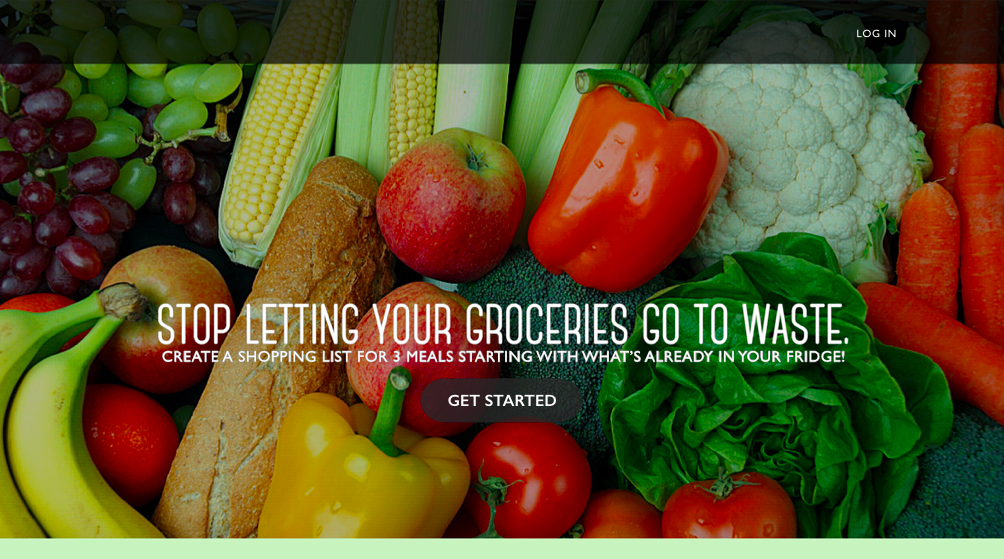 LOG IN
STOP LETTING YOUR GROCERIES GO TO WASTE.
CREATE A SHOPPING LIST FOR 3 MEALS STARTING WITH WHAT'S ALREADY IN YOUR FRIDGE!
GET STARTED